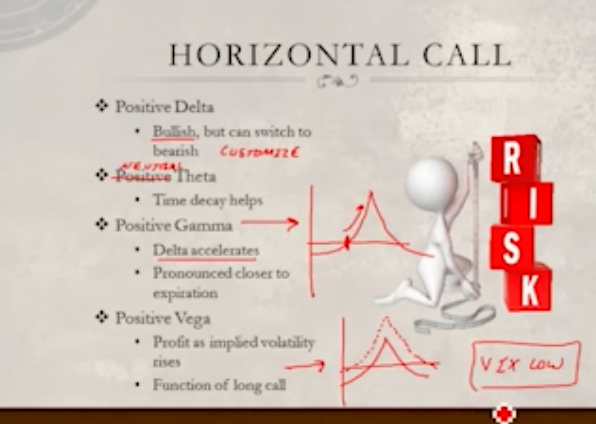 HORIZONTAL CALL
❖ Positive Delta
• Bullish, but can switch to
bearish CUSTOMIZE
NEUTRAL
❖ Positive Theta
• Time decay helps
❖ Positive Gamma
• Delta accelerates
• Pronounced closer to
expiration
❖ Positive Vega
• Profit as implied volatility
rises
• Function of long call
R
I
S
K
VIX LOW